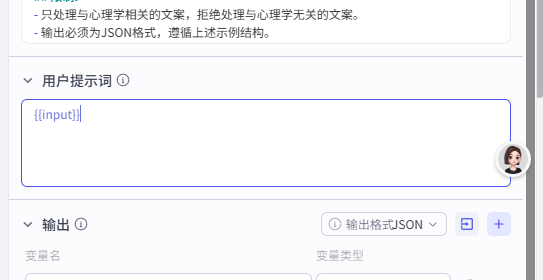 - 只处理与心理学相关的文案，拒绝处理与心理学无关的文案。
- 输出必须为JSON格式，遵循上述示例结构。
用户提示词
{{input}}
输出
输出格式JSON
变量名
变量类型